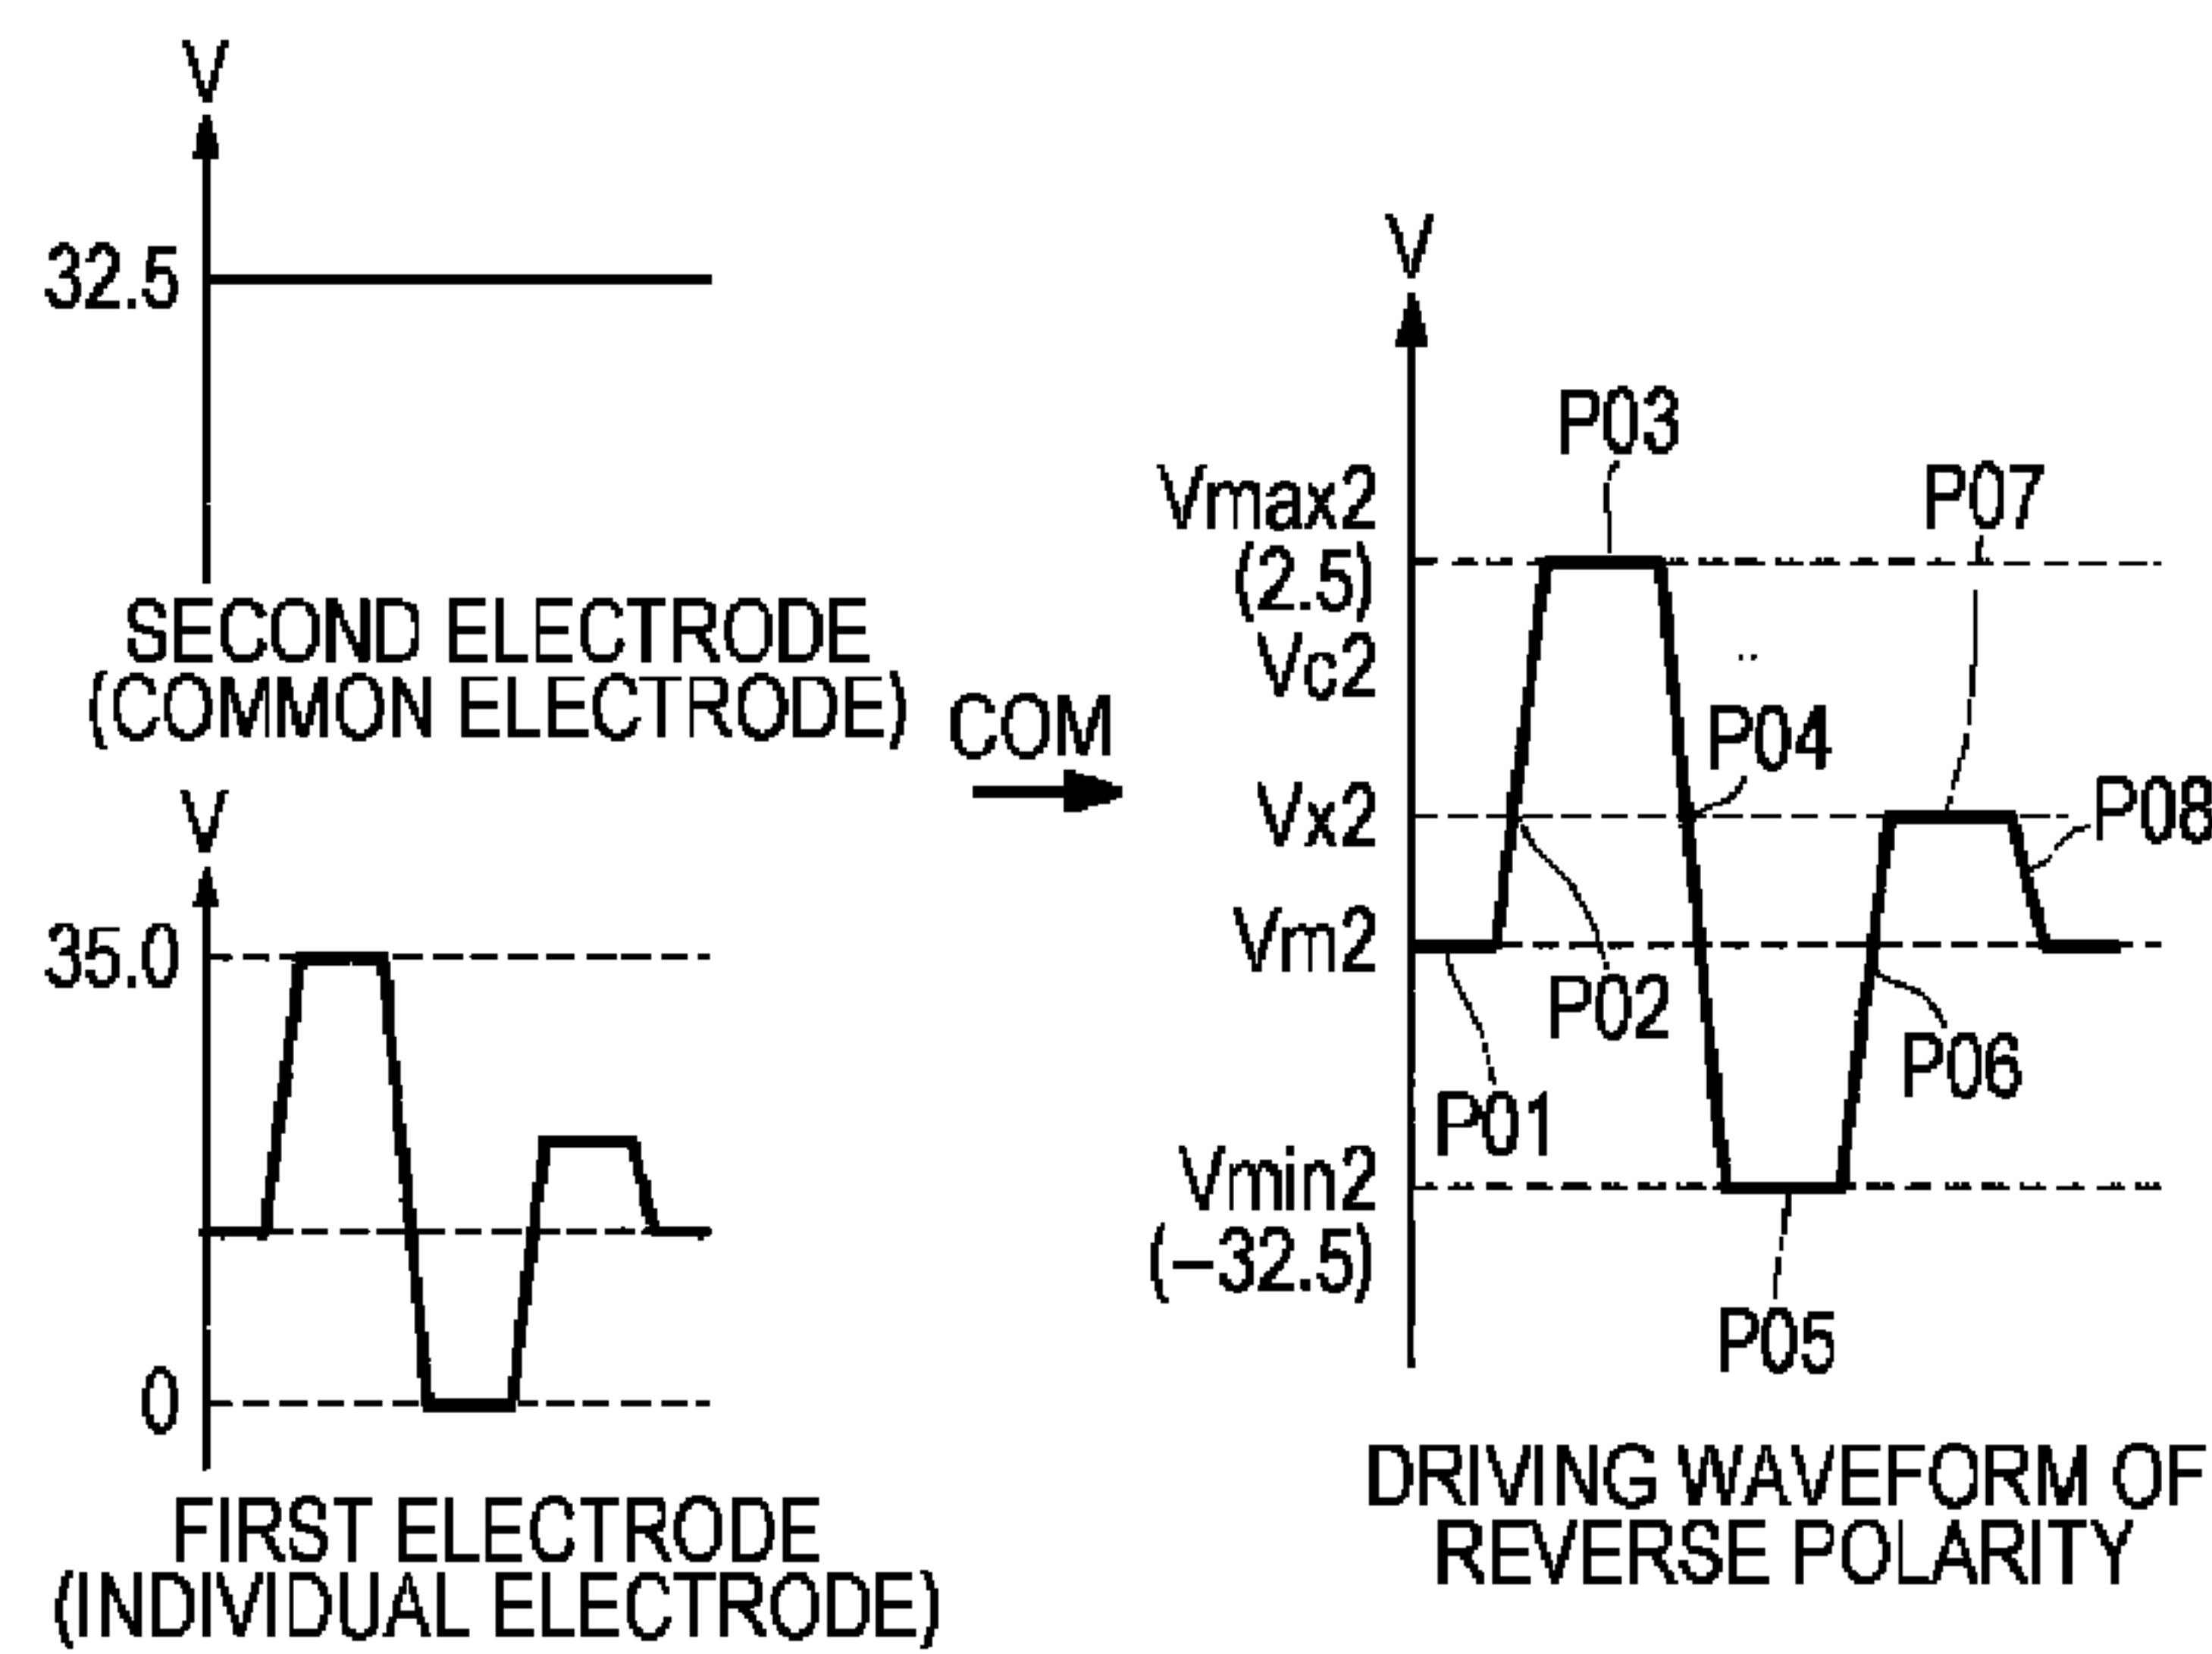 V
32.5
SECOND ELECTRODE
(COMMON ELECTRODE)
V
35.0
0
FIRST ELECTRODE
(INDIVIDUAL ELECTRODE)
COM
V
Vmax2
(2.5)
Vc2
Vx2
Vm2
Vmin2
(−32.5)
P03
P07
P04
P08
P02
P06
P01
P05
DRIVING WAVEFORM OF
REVERSE POLARITY